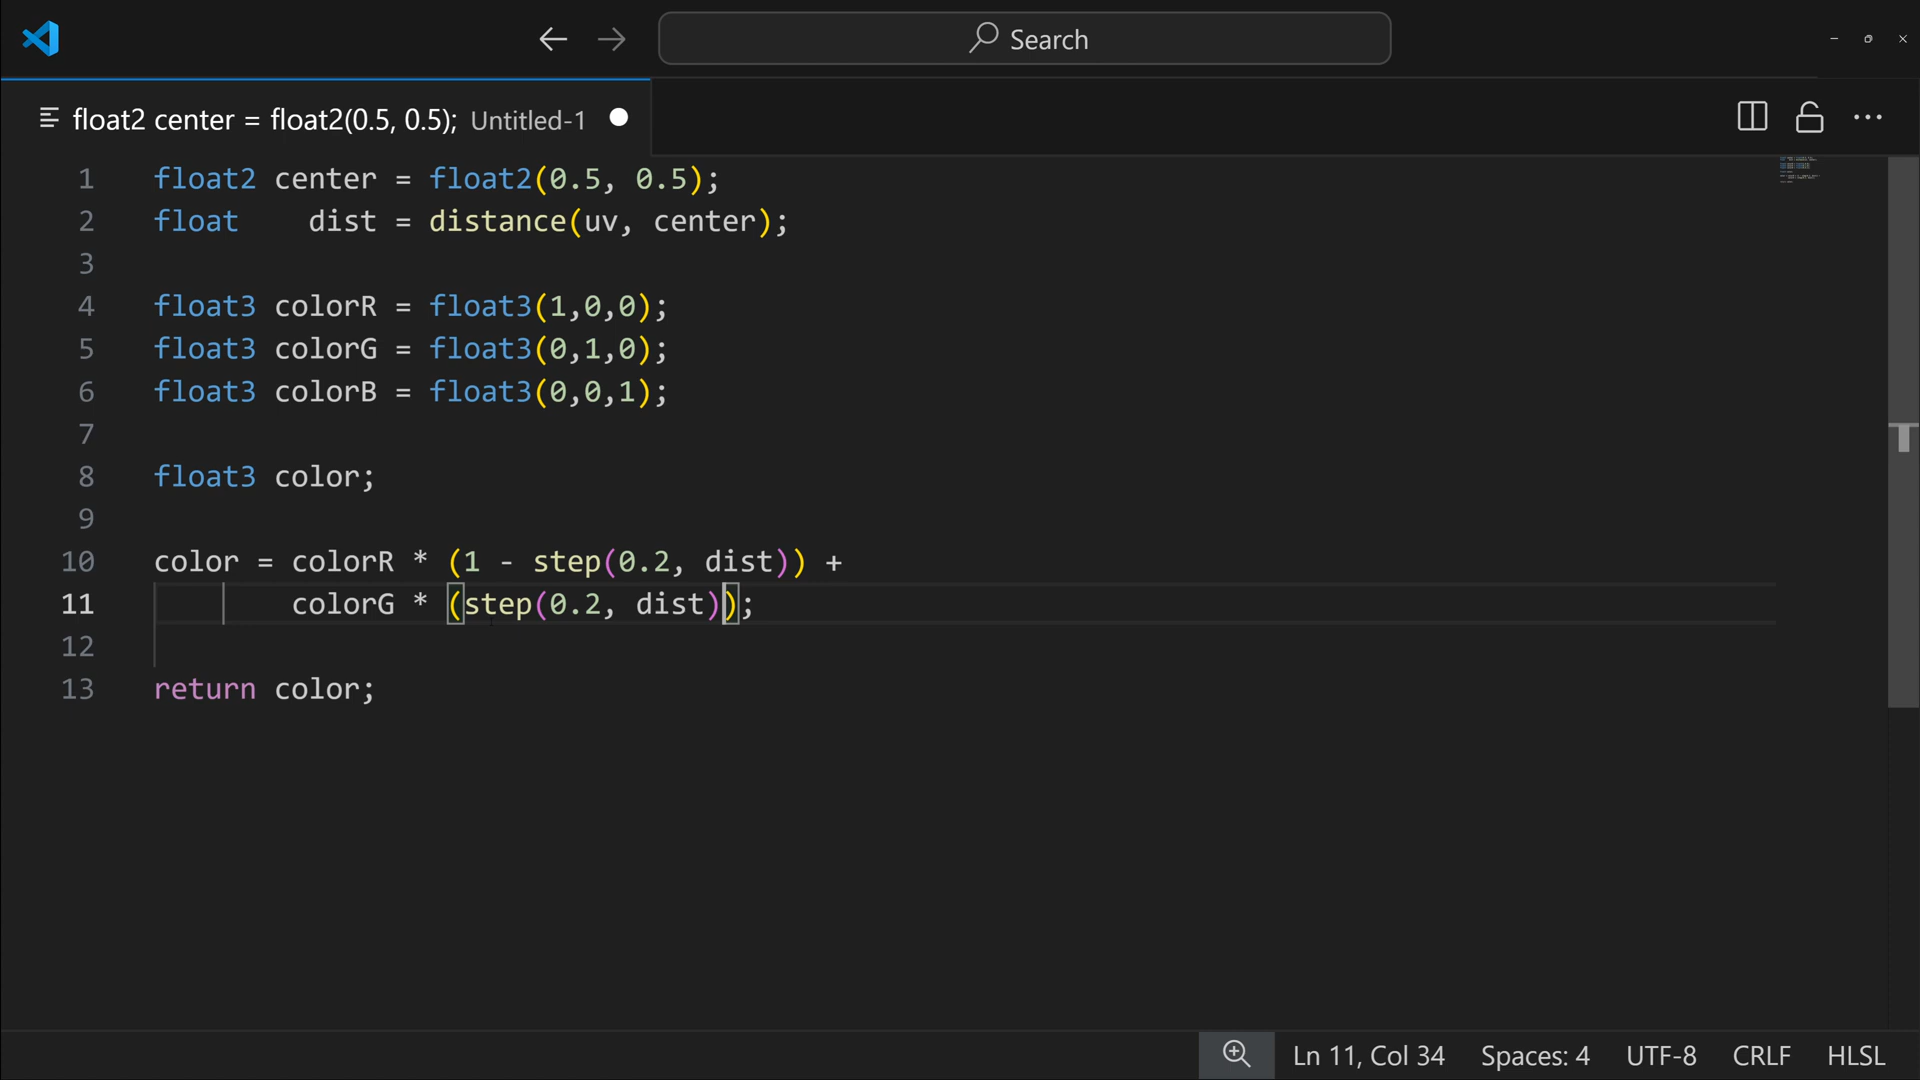 Search
float2 center = float2(0.5, 0.5); Untitled-1
1 float2 center = float2(0.5, 0.5);
2 float    dist = distance(uv, center);
3
4 float3 colorR = float3(1,0,0);
5 float3 colorG = float3(0,1,0);
6 float3 colorB = float3(0,0,1);
7
8 float3 color;
9
10 color = colorR * (1 - step(0.2, dist)) +
11         colorG * (step(0.2, dist));
12
13 return color;
Ln 11, Col 34 Spaces: 4 UTF-8 CRLF HLSL